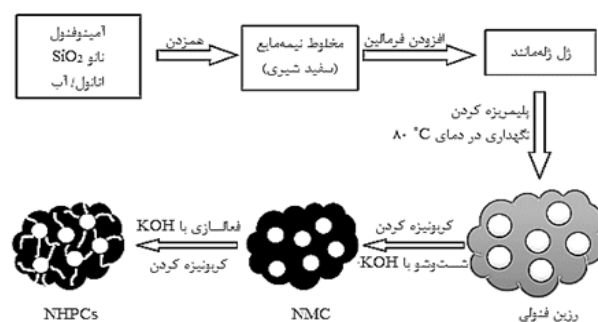 آمینوفنول
نانو SiO2
اتانول/ آب
همزدن
مخلوط نیمه‌مایع
(سفید شیری)
افزودن فرمالین
ژل ژله‌مانند
پلیمریزه کردن
نگهداری در دمای ۸۰ °C
رزین فنولی
کربونیزه کردن
شست‌وشو با KOH
NMC
فعالسازی با KOH
کربونیزه کردن
NHPCs